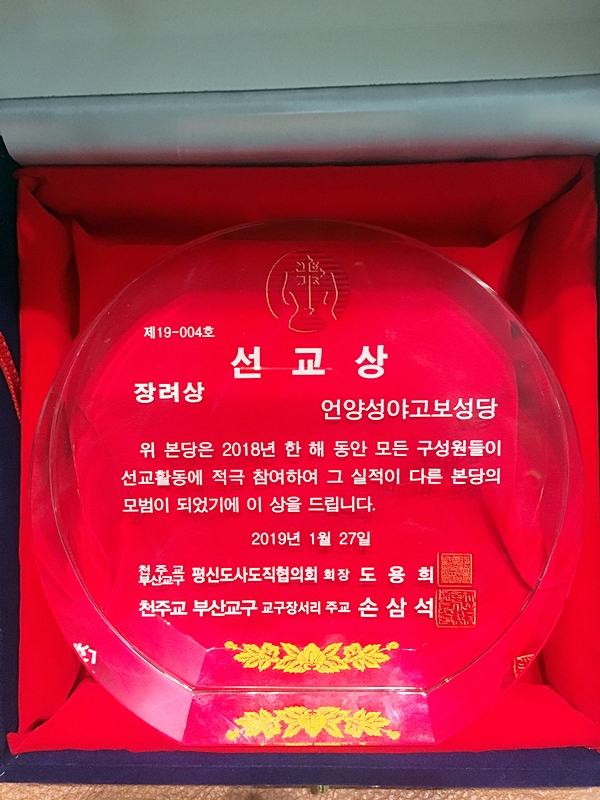 제19-004호
선교상
장려상
언양성야고보성당
위 본당은 2018년 한 해 동안 모든 구성원들이
선교활동에 적극 참여하여 그 실적이 다른 본당의
모범이 되었기에 이 상을 드립니다.
2019년 1월 27일
천주교 부산교구 평신도사도직협의회 회장 도용희
천주교 부산교구 교구장서리 주교 손삼석